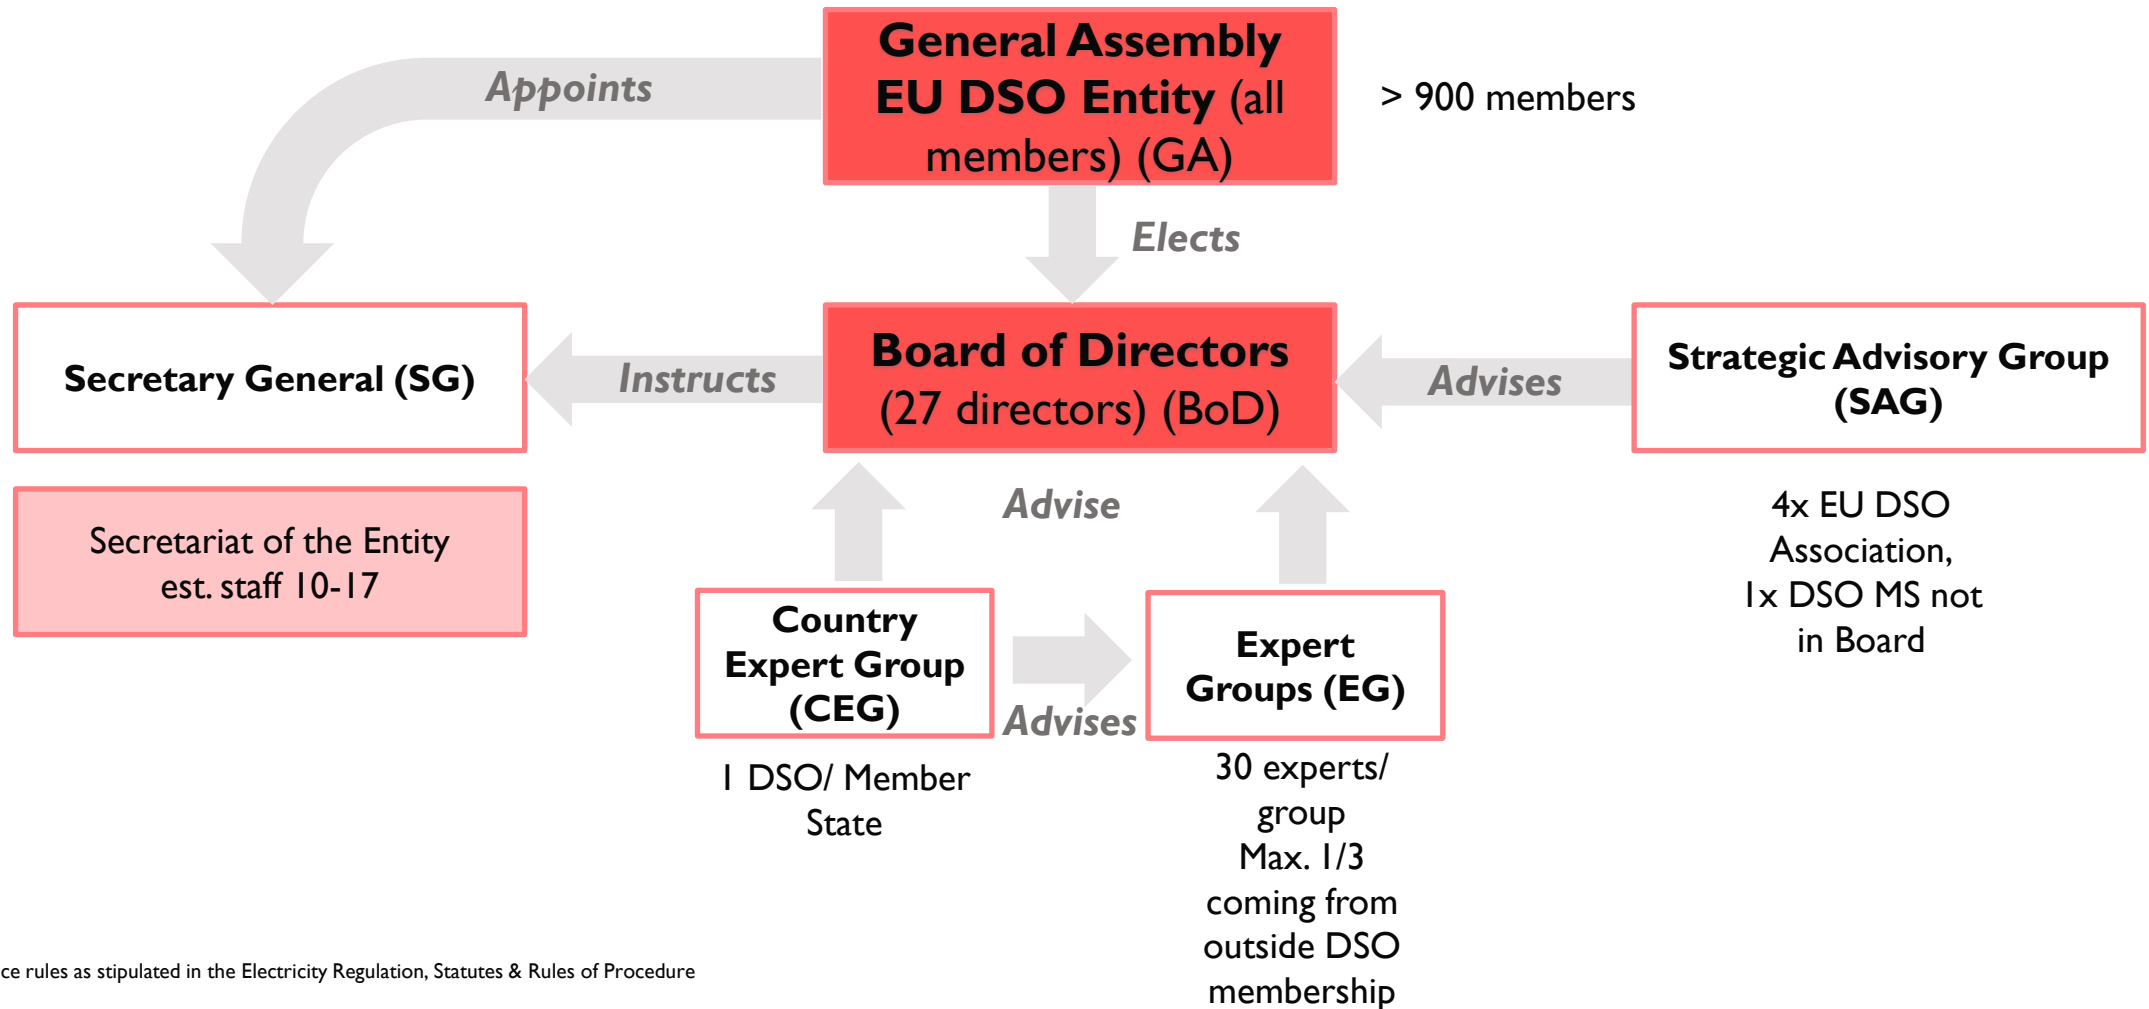 General Assembly
EU DSO Entity (all
members) (GA)
> 900 members
Appoints
Elects
Secretary General (SG)
Instructs
Board of Directors
(27 directors) (BoD)
Advises
Strategic Advisory Group
(SAG)
Secretariat of the Entity
est. staff 10-17
Advise
4x EU DSO
Association,
1x DSO MS not
in Board
Country
Expert Group
(CEG)
Advises
Expert
Groups (EG)
1 DSO/ Member
State
30 experts/
group
Max. 1/3
coming from
outside DSO
membership
ce rules as stipulated in the Electricity Regulation, Statutes & Rules of Procedure